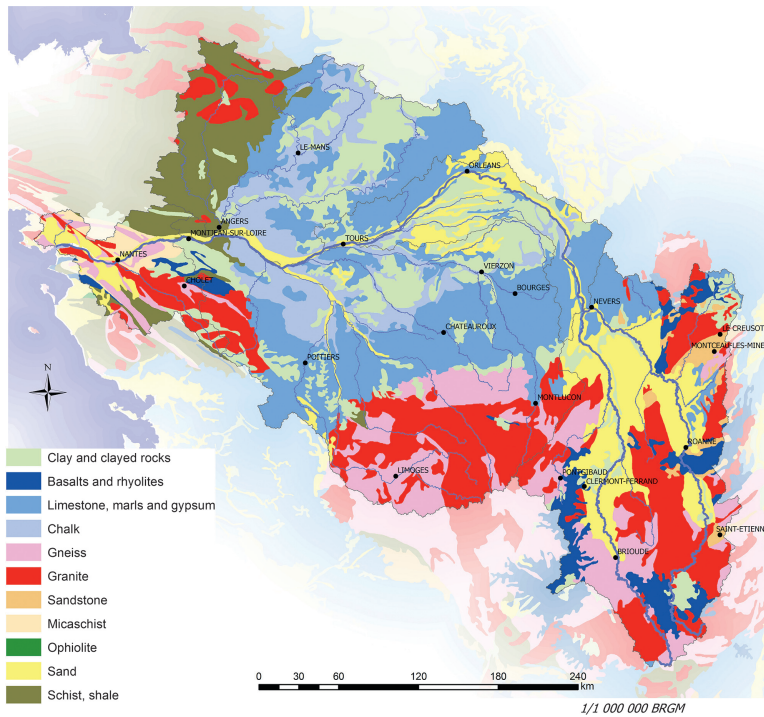 LE-MANS
ORLEANS
ANGERS
MONTJEAN-SUR-LOIRE
TOURS
NANTES
VIERZON
CHOLET
BOURGES
NEVERS
CHATEAUROUX
LE-CREUSOT
MONTCEAU-LES-MINE
POITIERS
N
MONTLUCON
ROANNE
LIMOGES
PONTGIBAUD
CLERMONT-FERRAND
SAINT-ETIENN
BRIOUDE
Clay and clayed rocks
Basalts and rhyolites
Limestone, marls and gypsum
Chalk
Gneiss
Granite
Sandstone
Micaschist
Ophiolite
Sand
Schist, shale
0 30 60 120 180 240
km
1/1 000 000 BRGM